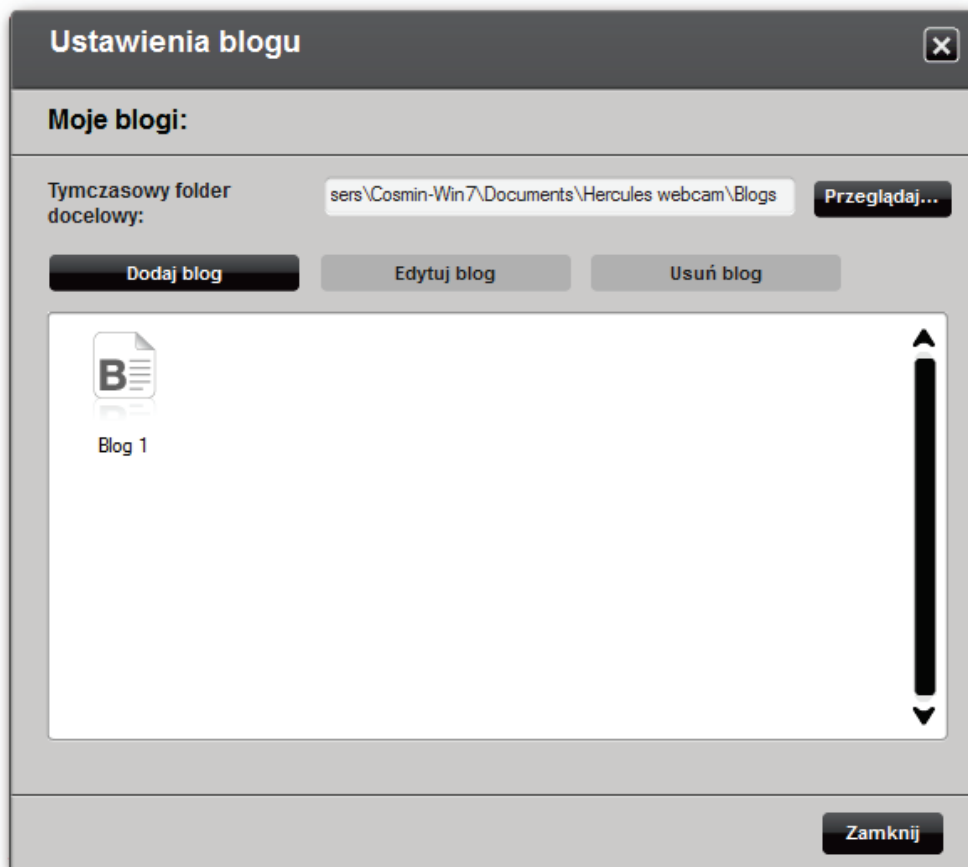 Ustawienia blogu
Moje blogi:
Tymczasowy folder
docelowy:
sers\Cosmin-Win7\Documents\Hercules webcam\Blogs
Przeglądaj...
Dodaj blog
Edytuj blog
Usuń blog
B
Blog 1
Zamknij